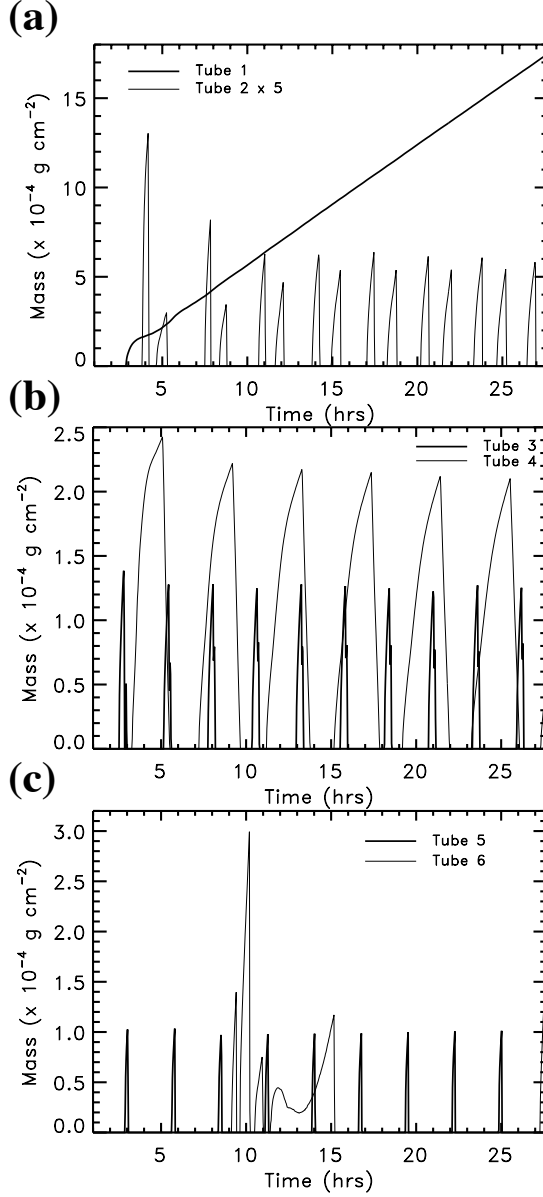 (a)
Tube 1
Tube 2 x 5
Mass (x 10⁻⁴ g cm⁻²)
15
10
5
0
5 10 15 20 25
Time (hrs)
(b)
Tube 3
Tube 4
Mass (x 10⁻⁴ g cm⁻²)
2.5
2.0
1.5
1.0
0.5
0.0
5 10 15 20 25
Time (hrs)
(c)
Tube 5
Tube 6
Mass (x 10⁻⁴ g cm⁻²)
3.0
2.5
2.0
1.5
1.0
0.5
0.0
5 10 15 20 25
Time (hrs)